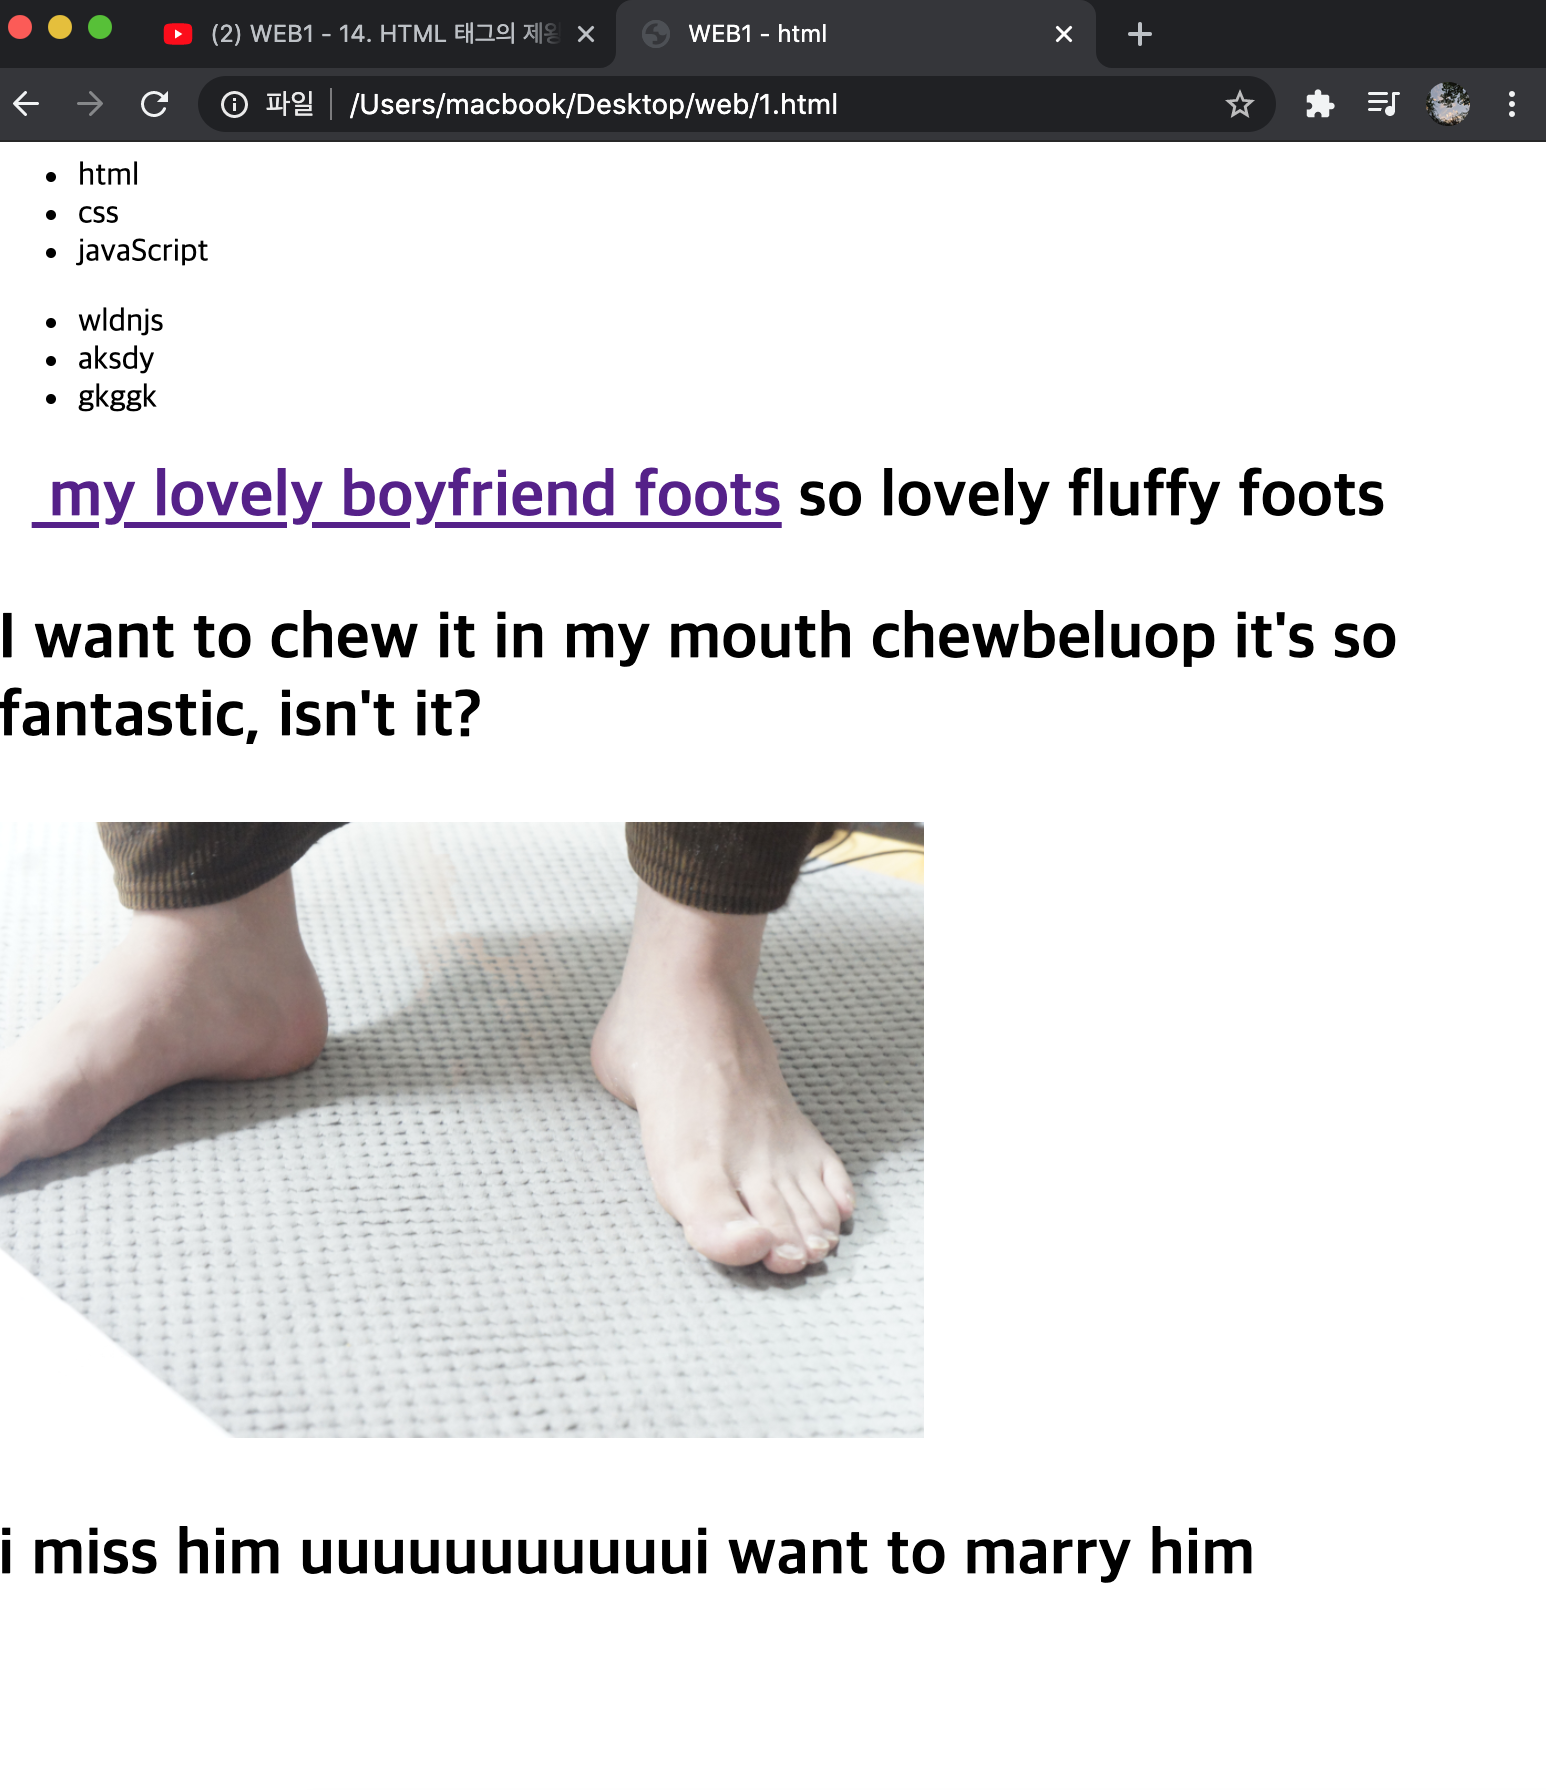 (2) WEB1 - 14. HTML 태그의 제왕
WEB1 - html
파일 /Users/macbook/Desktop/web/1.html
html
css
javaScript
wldnjs
aksdy
gkggk
my lovely boyfriend foots so lovely fluffy foots
I want to chew it in my mouth chewbeluop it's so
fantastic, isn't it?
i miss him uuuuuuuuuuui want to marry him